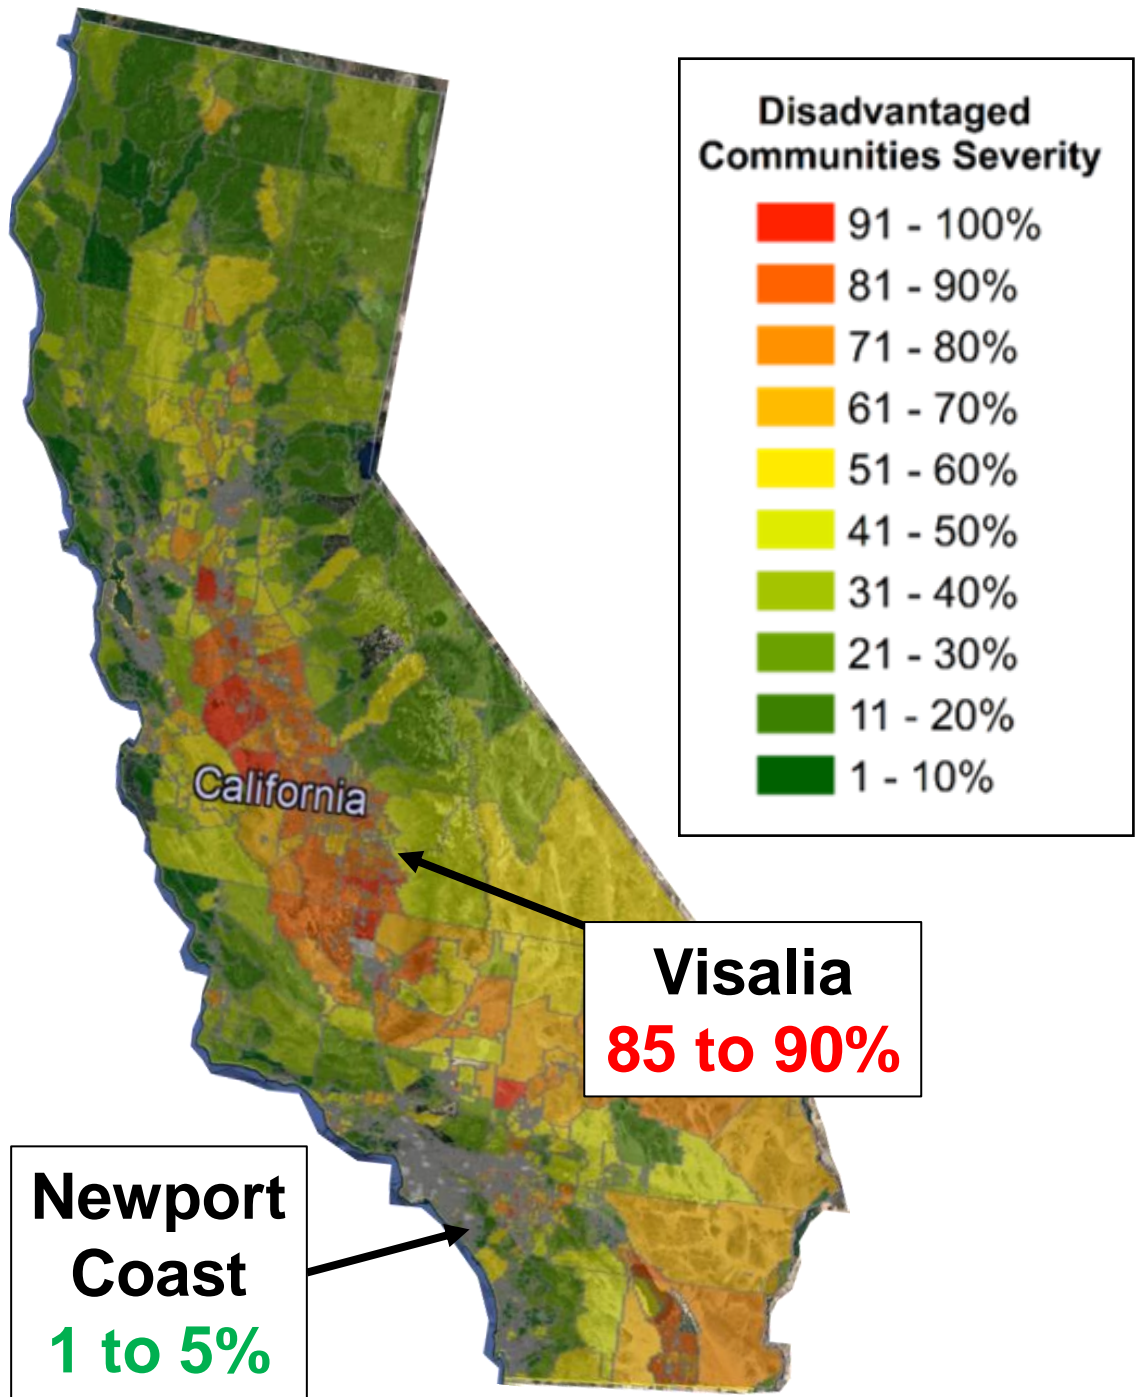 Disadvantaged
Communities Severity
91 - 100%
81 - 90%
71 - 80%
61 - 70%
51 - 60%
41 - 50%
31 - 40%
21 - 30%
11 - 20%
1 - 10%
California
Visalia
85 to 90%
Newport
Coast
1 to 5%